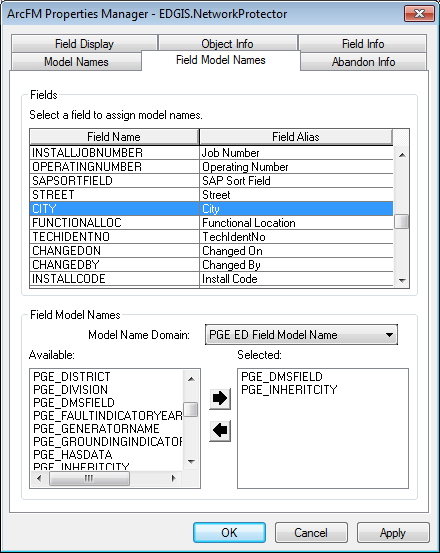 ArcFM Properties Manager - EDGIS.NetworkProtector
Field Display Object Info Field Info
Model Names Field Model Names Abandon Info
Fields
Select a field to assign model names.
Field Name Field Alias
INSTALLJOBNUMBER Job Number
OPERATINGNUMBER Operating Number
SAPSORTFIELD SAP Sort Field
STREET Street
CITY City
FUNCTIONALLOC Functional Location
TECHIDENTNO TechIdentNo
CHANGEDON Changed On
CHANGEDBY Changed By
INSTALLCODE Install Code
Field Model Names
Model Name Domain: PGE ED Field Model Name
Available: Selected:
PGE_DISTRICT
PGE_DIVISION
PGE_DMSFIELD
PGE_FAULTINDICATORYEAR
PGE_GENERATORNAME
PGE_GROUNDINGINDICATOR
PGE_HASDATA
PGE_INHERITCITY
PGE_DMSFIELD
PGE_INHERITCITY
OK Cancel Apply